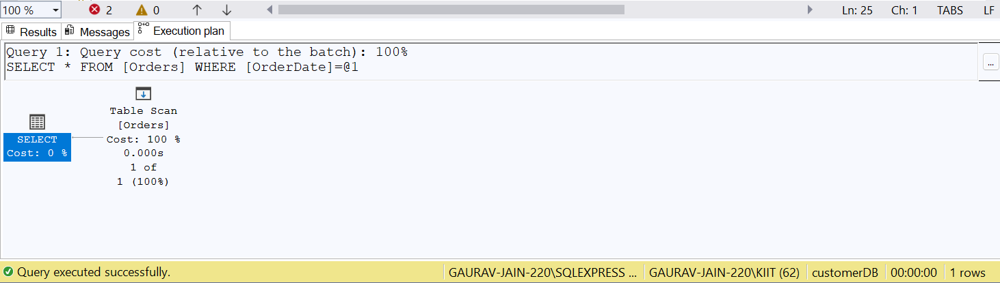 100 % 2 0 Ln: 25 Ch: 1 TABS LF
Results Messages Execution plan
Query 1: Query cost (relative to the batch): 100%
SELECT * FROM [Orders] WHERE [OrderDate]=@1
...
Table Scan
[Orders]
SELECT
Cost: 0 %
Cost: 100 %
0.000s
1 of
1 (100%)
Query executed successfully. GAURAV-JAIN-220\SQLEXPRESS ... GAURAV-JAIN-220\KIIT (62) customerDB 00:00:00 1 rows